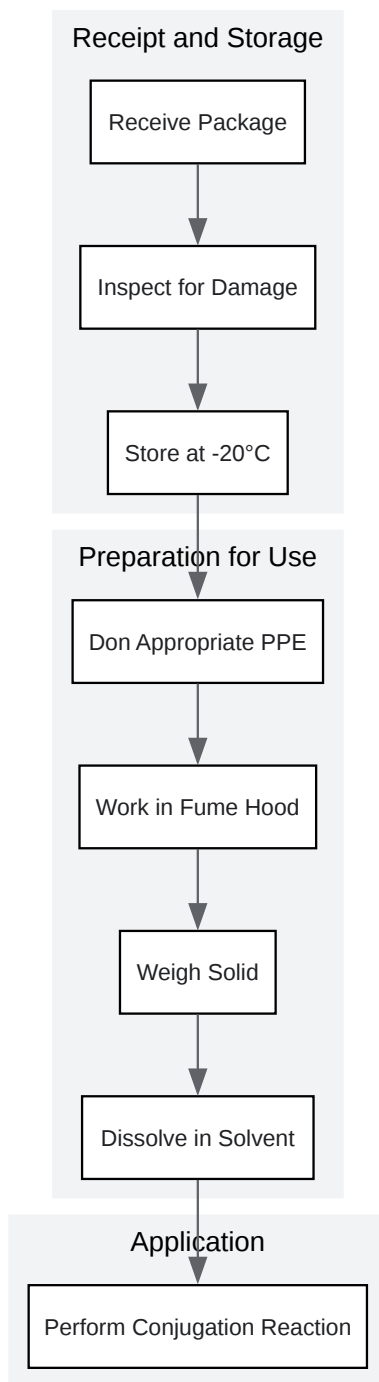 Receipt and Storage
Receive Package
Inspect for Damage
Store at -20°C
Preparation for Use
Don Appropriate PPE
Work in Fume Hood
Weigh Solid
Dissolve in Solvent
Application
Perform Conjugation Reaction